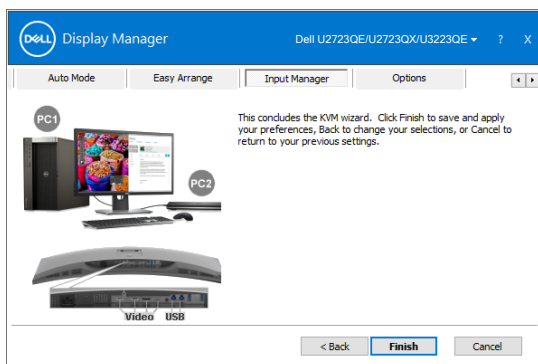 DELL Display Manager
Dell U2723QE/U2723QX/U3223QE ? X
Auto Mode Easy Arrange Input Manager Options
PC1
This concludes the KVM wizard. Click Finish to save and apply
your preferences, Back to change your selections, or Cancel to
return to your previous settings.
PC2
Video USB
< Back Finish Cancel